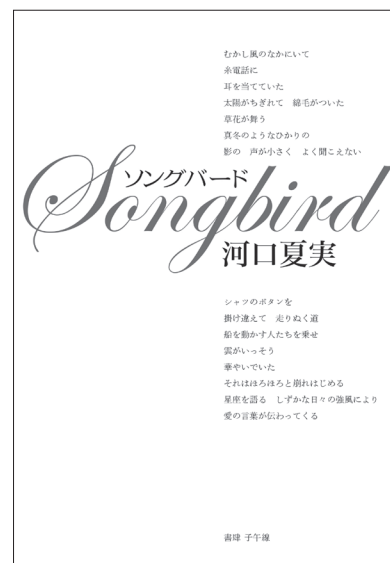 むかし風のなかにいて
糸電話に
耳を当てていた
太陽がちぎれて　綿毛がついた
草花が舞う
真冬のようなひかりの
影の　声が小さく　よく聞こえない
ソングバード
Songbird
河口夏実
シャツのボタンを
掛け違えて　走りぬく道
船を動かす人たちを乗せ
雲がいっそう
華やいでいた
それはほろほろと崩れはじめる
星座を語る　しずかな日々の強風により
愛の言葉が伝わってくる
書肆 子午線